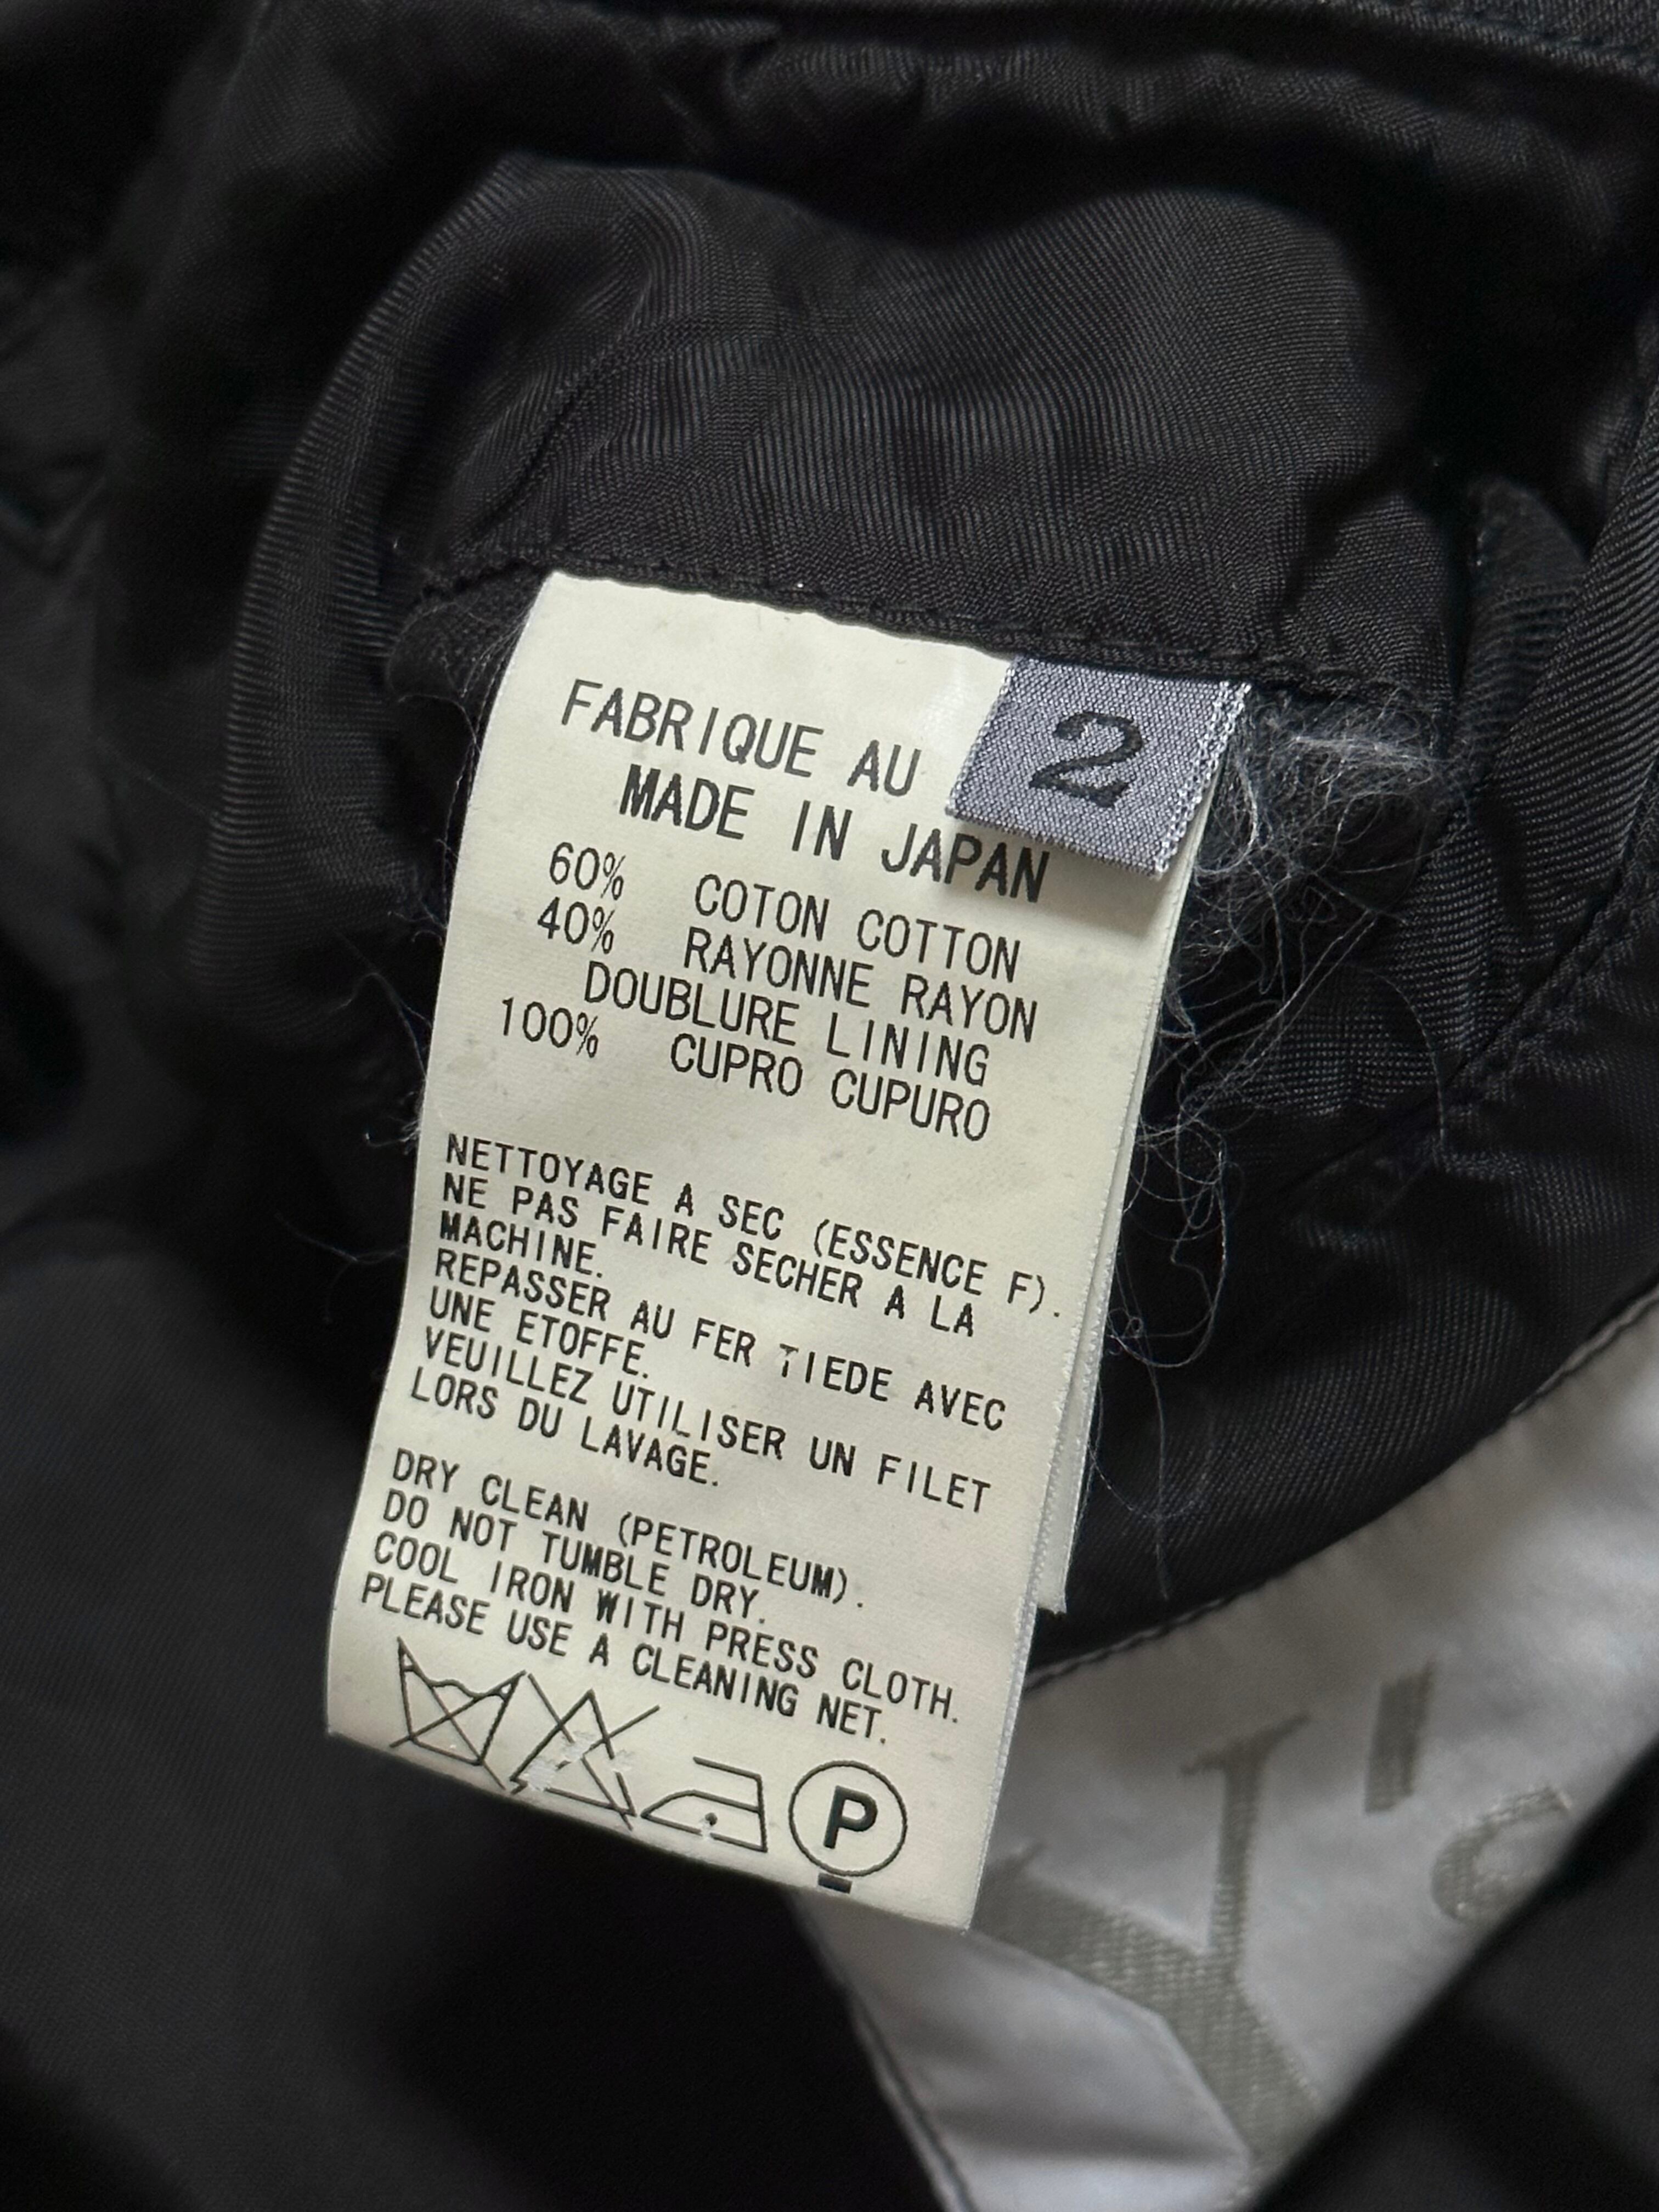 FABRIQUE AU
2
MADE IN JAPAN
60% COTON COTTON
40% RAYONNE RAYON
DOUBLURE LINING
100% CUPRO CUPURO
NETTOYAGE A SEC (ESSENCE F).
NE PAS FAIRE SECHER A LA
MACHINE.
REPASSER AU FER TIEDE AVEC
UNE ETOFFE.
VEUILLEZ UTILISER UN FILET
LORS DU LAVAGE.
DRY CLEAN (PETROLEUM).
DO NOT TUMBLE DRY.
COOL IRON WITH PRESS CLOTH.
PLEASE USE A CLEANING NET.
P
Y's